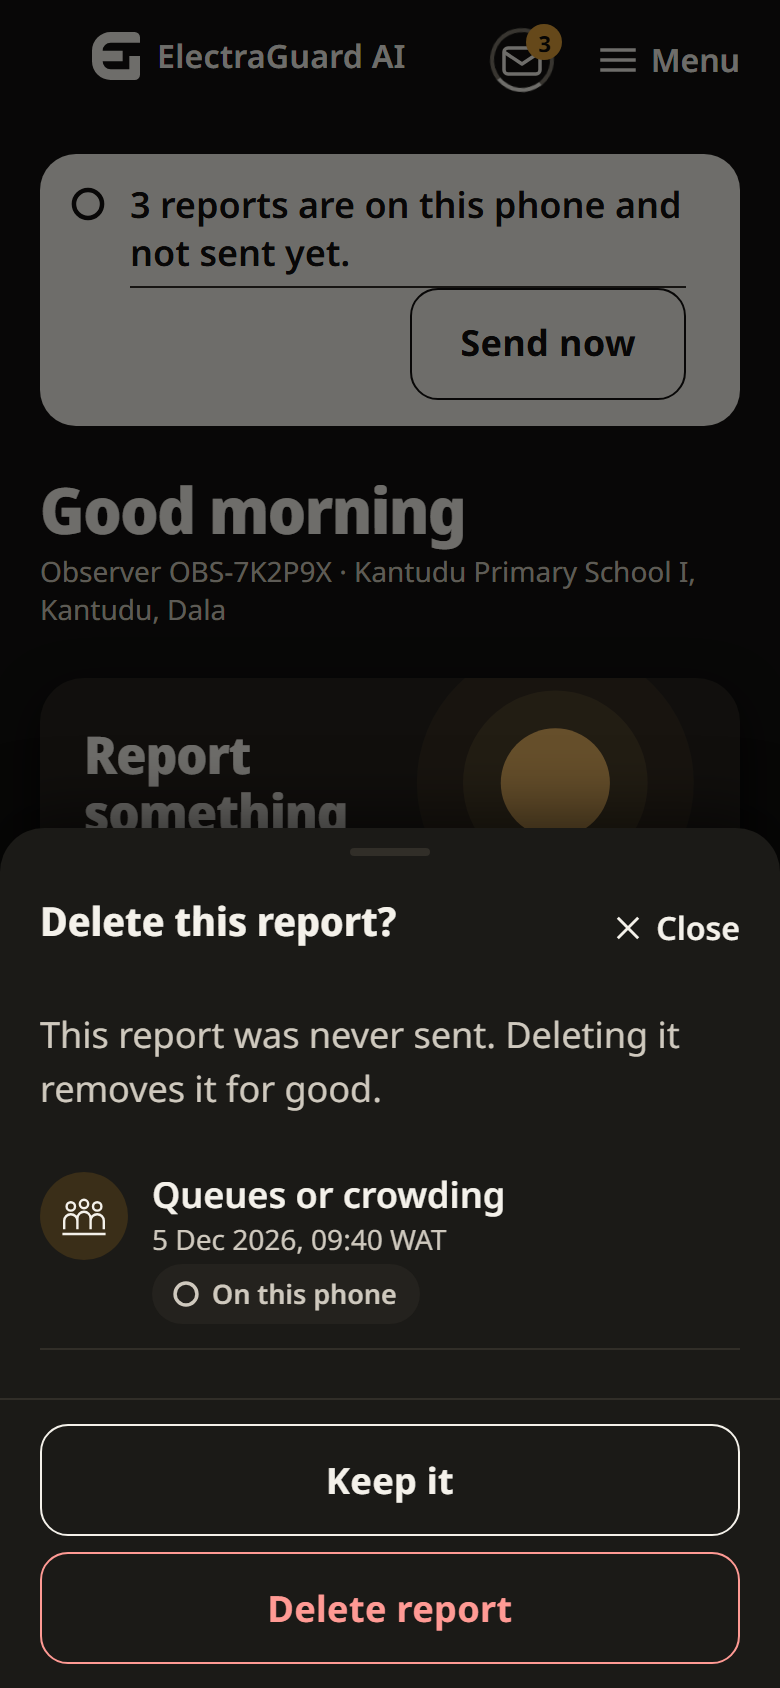 ElectraGuard AI
3
Menu
3 reports are on this phone and
not sent yet.
Send now
Good morning
Observer OBS-7K2P9X · Kantudu Primary School I,
Kantudu, Dala
Report
something
Delete this report?
Close
This report was never sent. Deleting it
removes it for good.
Queues or crowding
5 Dec 2026, 09:40 WAT
On this phone
Keep it
Delete report